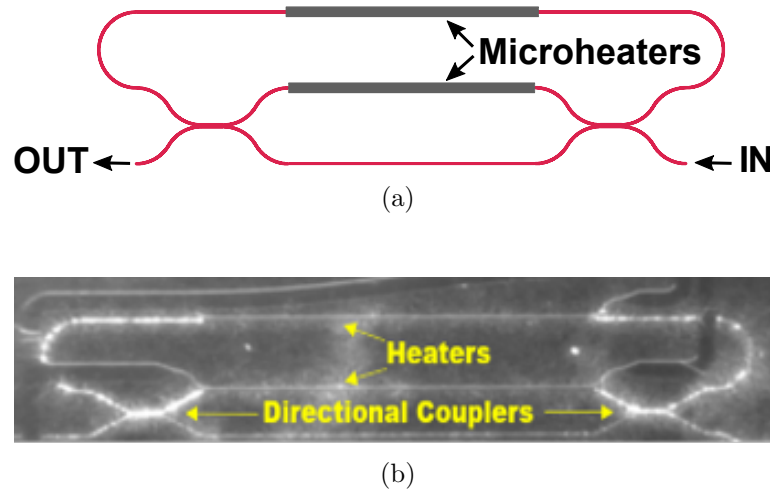 Microheaters
OUT
IN
(a)
Heaters
Directional Couplers
(b)